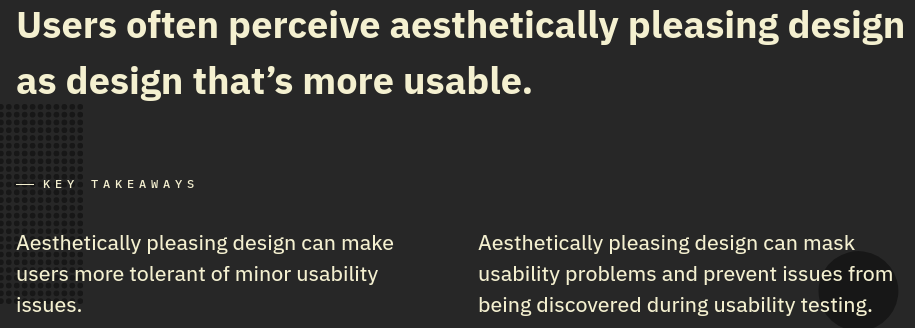 Users often perceive aesthetically pleasing design
as design that’s more usable.
KEY TAKEAWAYS
Aesthetically pleasing design can make
users more tolerant of minor usability
issues.
Aesthetically pleasing design can mask
usability problems and prevent issues from
being discovered during usability testing.